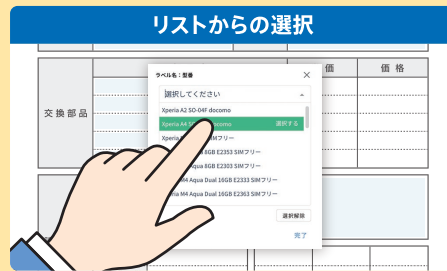 リストからの選択
価
価 格
交換部品
ラベル名：型番
選択してください
Xperia A2 SO-04F docomo
Xperia A4 S ocomo 選択する
Xperia IMフリー
ua 8GB E2353 SIMフリー
qua 8GB E2303 SIMフリー
M4 Aqua Dual 16GB E2333 SIMフリー
ia M4 Aqua Dual 16GB E2363 SIMフリー
選択解除
完了